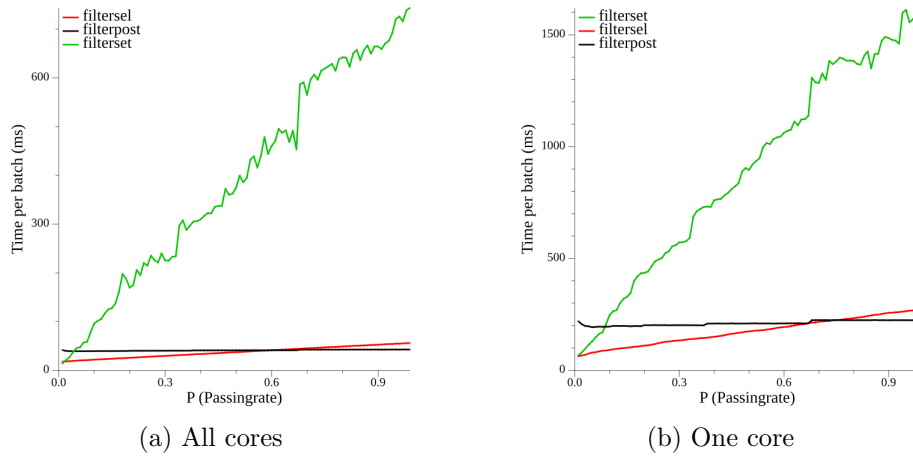 filtersel
filterpost
filterset
Time per batch (ms)
600
300
0
0.0 0.3 0.6 0.9
P (Passingrate)
(a) All cores
filterset
filtersel
filterpost
Time per batch (ms)
1500
1000
500
0
0.0 0.3 0.6 0.9
P (Passingrate)
(b) One core